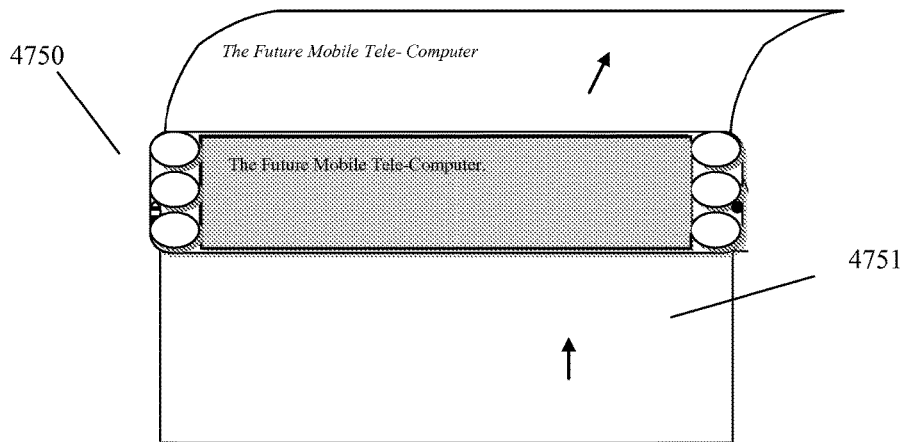 The Future Mobile Tele- Computer
4750
The Future Mobile Tele-Computer.
4751